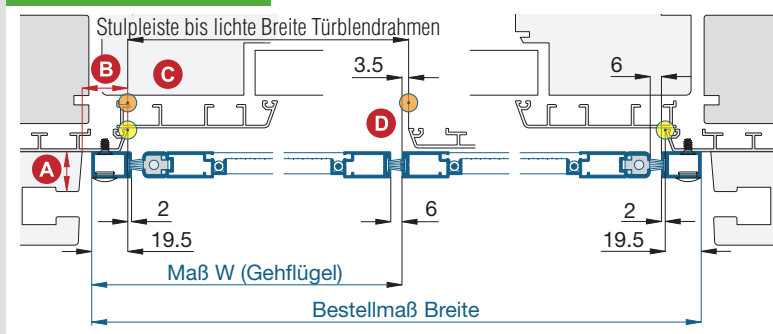 Stulpleiste bis lichte Breite Türblendrahmen
B
C
3.5
6
D
A
2
6
2
19.5
19.5
Maß W (Gehflügel)
Bestellmaß Breite